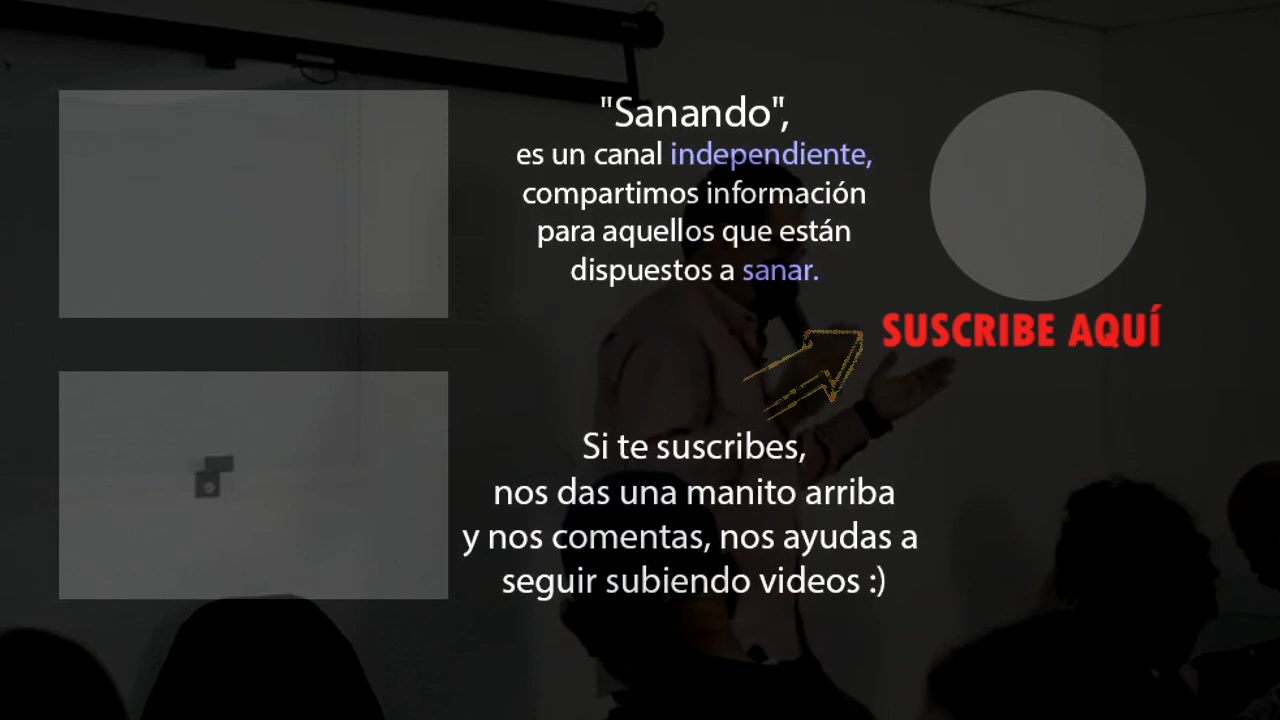 "Sanando",
es un canal independiente,
compartimos información
para aquellos que están
dispuestos a sanar.
SUSCRIBE AQUÍ
Si te suscribes,
nos das una manito arriba
y nos comentas, nos ayudas a
seguir subiendo videos :)